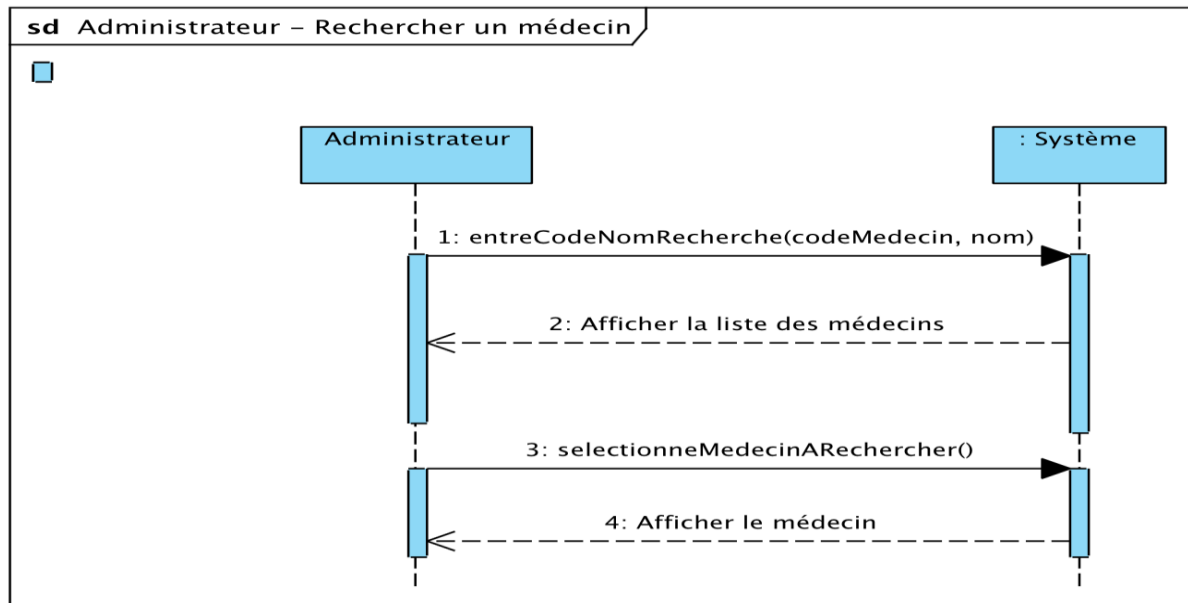 sd Administrateur – Rechercher un médecin
Administrateur
: Système
1: entreCodeNomRecherche(codeMedecin, nom)
2: Afficher la liste des médecins
3: selectionneMedecinARechercher()
4: Afficher le médecin